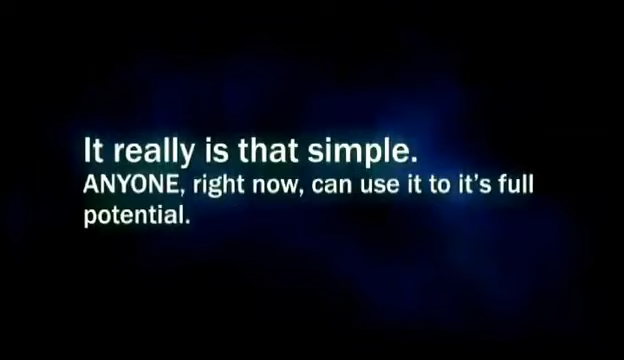 It really is that simple.
ANYONE, right now, can use it to it's full
potential.